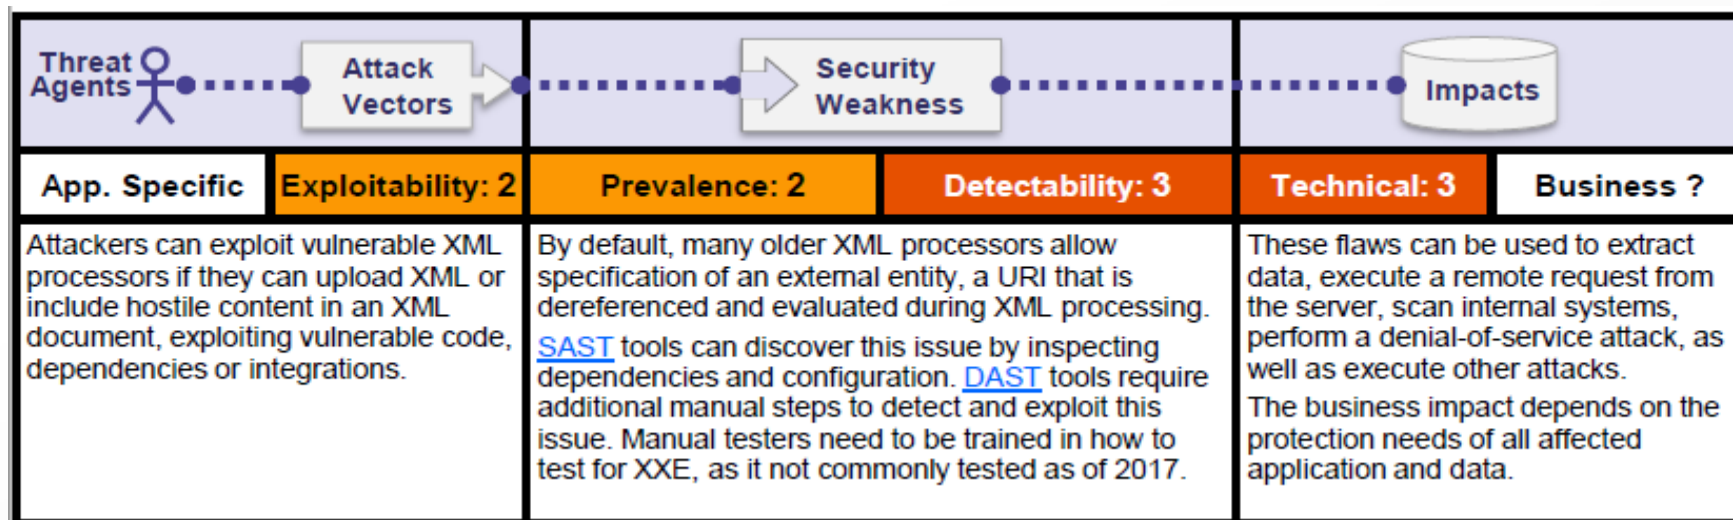 Threat
Agents
Attack
Vectors
Security
Weakness
Impacts
App. Specific
Exploitability: 2
Prevalence: 2
Detectability: 3
Technical: 3
Business ?
Attackers can exploit vulnerable XML
processors if they can upload XML or
include hostile content in an XML
document, exploiting vulnerable code,
dependencies or integrations.
By default, many older XML processors allow
specification of an external entity, a URI that is
dereferenced and evaluated during XML processing.
SAST tools can discover this issue by inspecting
dependencies and configuration. DAST tools require
additional manual steps to detect and exploit this
issue. Manual testers need to be trained in how to
test for XXE, as it not commonly tested as of 2017.
These flaws can be used to extract
data, execute a remote request from
the server, scan internal systems,
perform a denial-of-service attack, as
well as execute other attacks.
The business impact depends on the
protection needs of all affected
application and data.